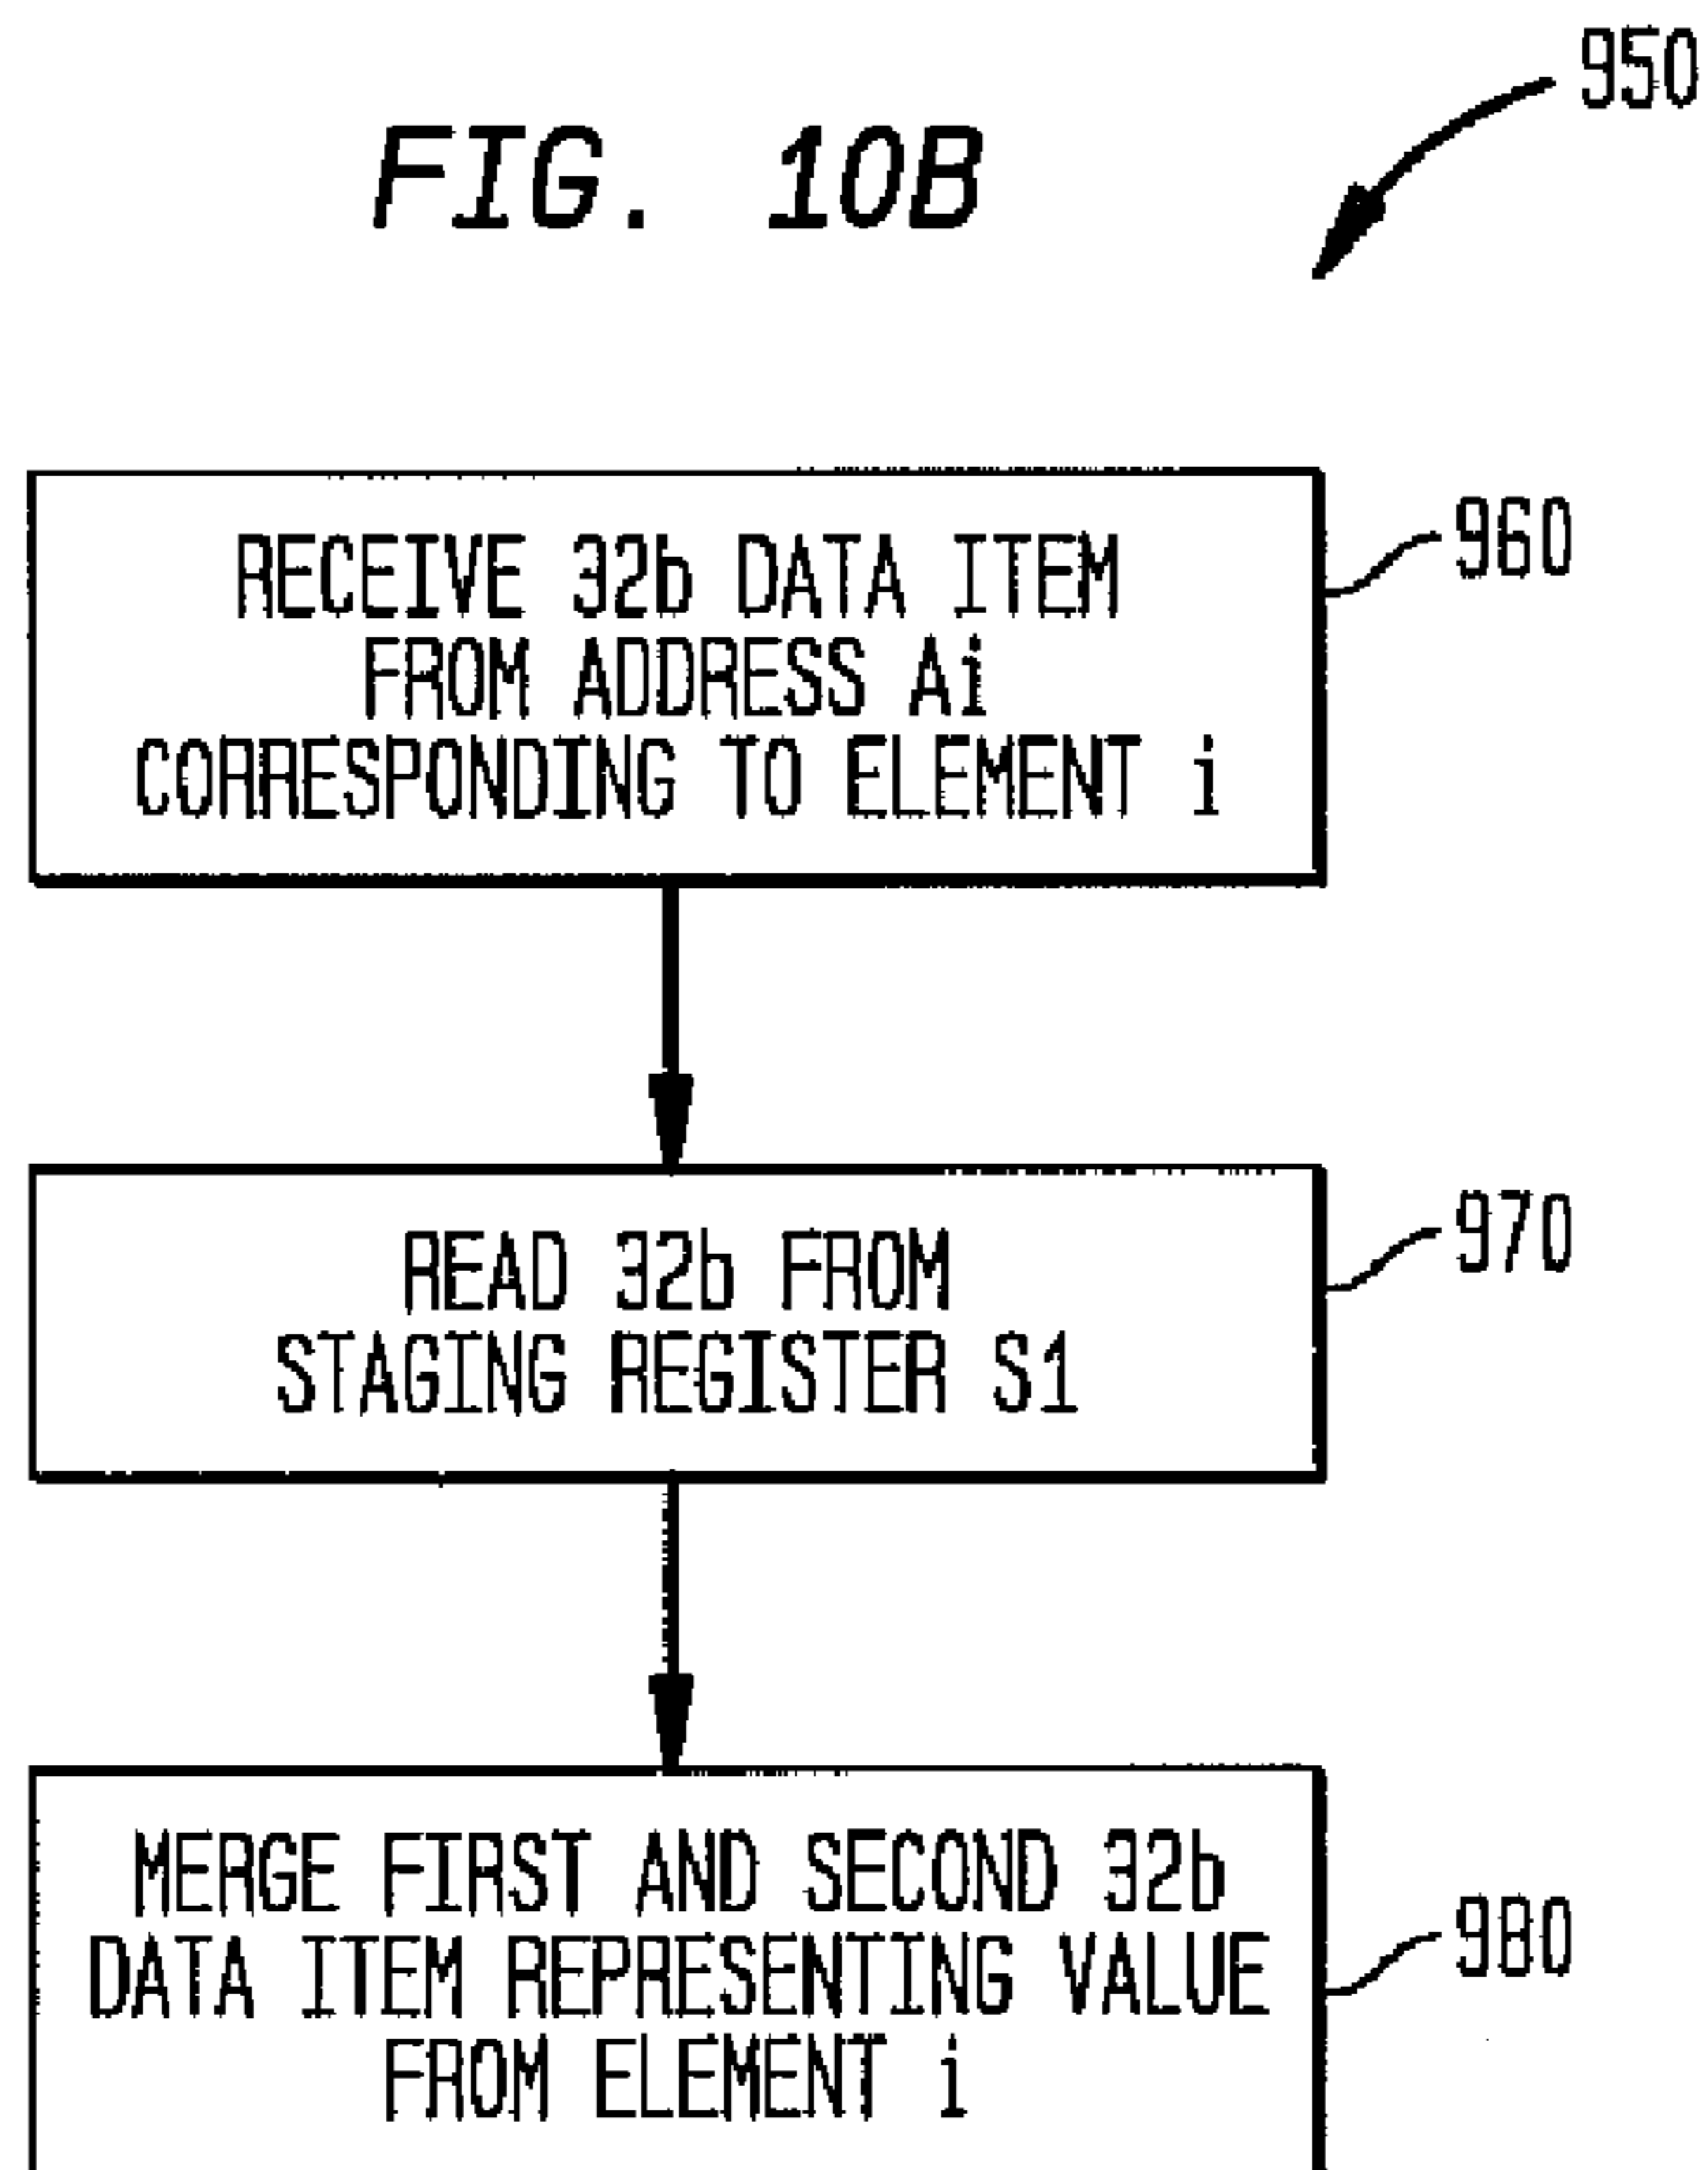 950
FIG. 10B
RECEIVE 32b DATA ITEM
FROM ADDRESS Ai
CORRESPONDING TO ELEMENT i
960
READ 32b FROM
STAGING REGISTER S1
970
MERGE FIRST AND SECOND 32b
DATA ITEM REPRESENTING VALUE
FROM ELEMENT i
980